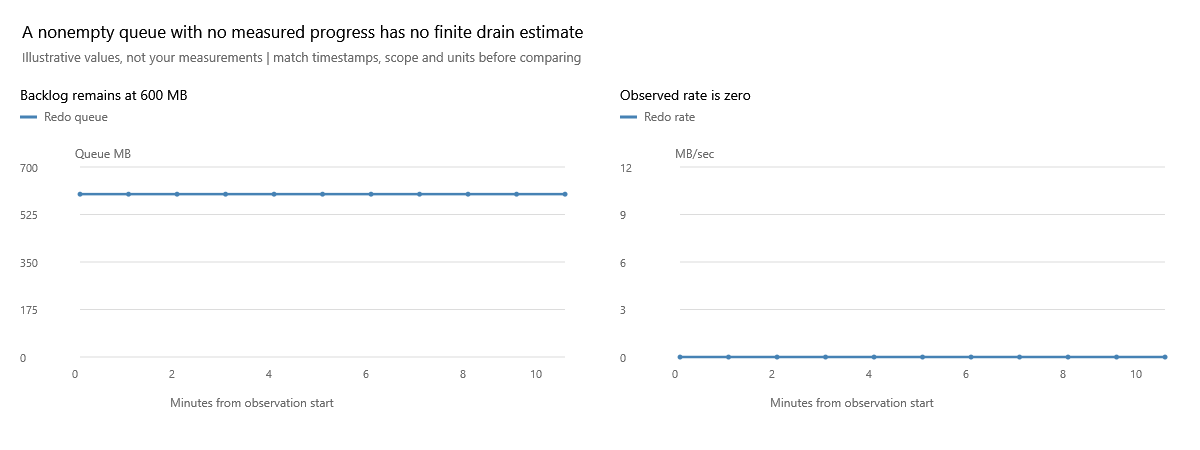 A nonempty queue with no measured progress has no finite drain estimate
Illustrative values, not your measurements | match timestamps, scope and units before comparing
Backlog remains at 600 MB
Redo queue
Queue MB
700
525
350
175
0
0 2 4 6 8 10
Minutes from observation start
Observed rate is zero
Redo rate
MB/sec
12
9
6
3
0
0 2 4 6 8 10
Minutes from observation start